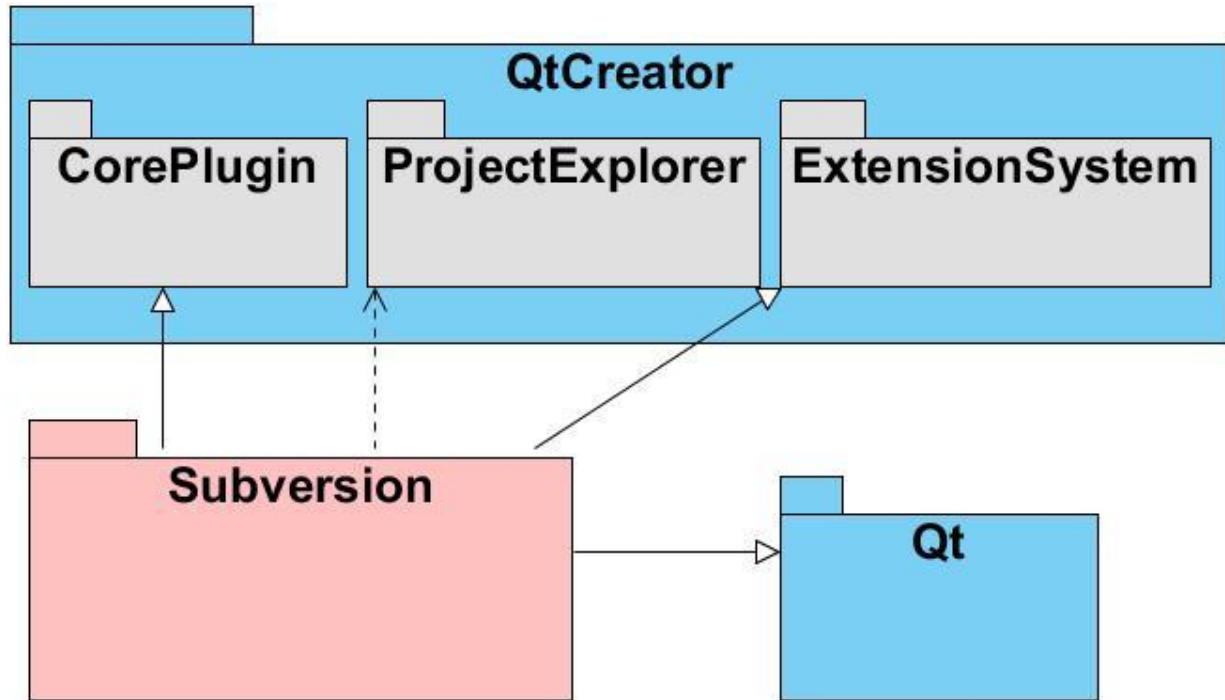 QtCreator
CorePlugin
ProjectExplorer
ExtensionSystem
Subversion
Qt